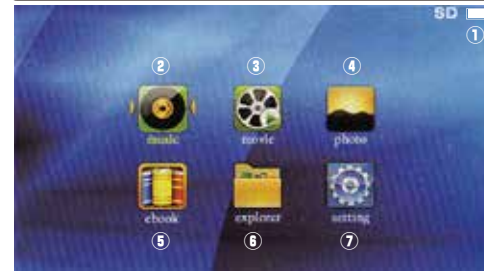 SD
①
② ③ ④
music movie photo
ebook explorer setting
⑤ ⑥ ⑦